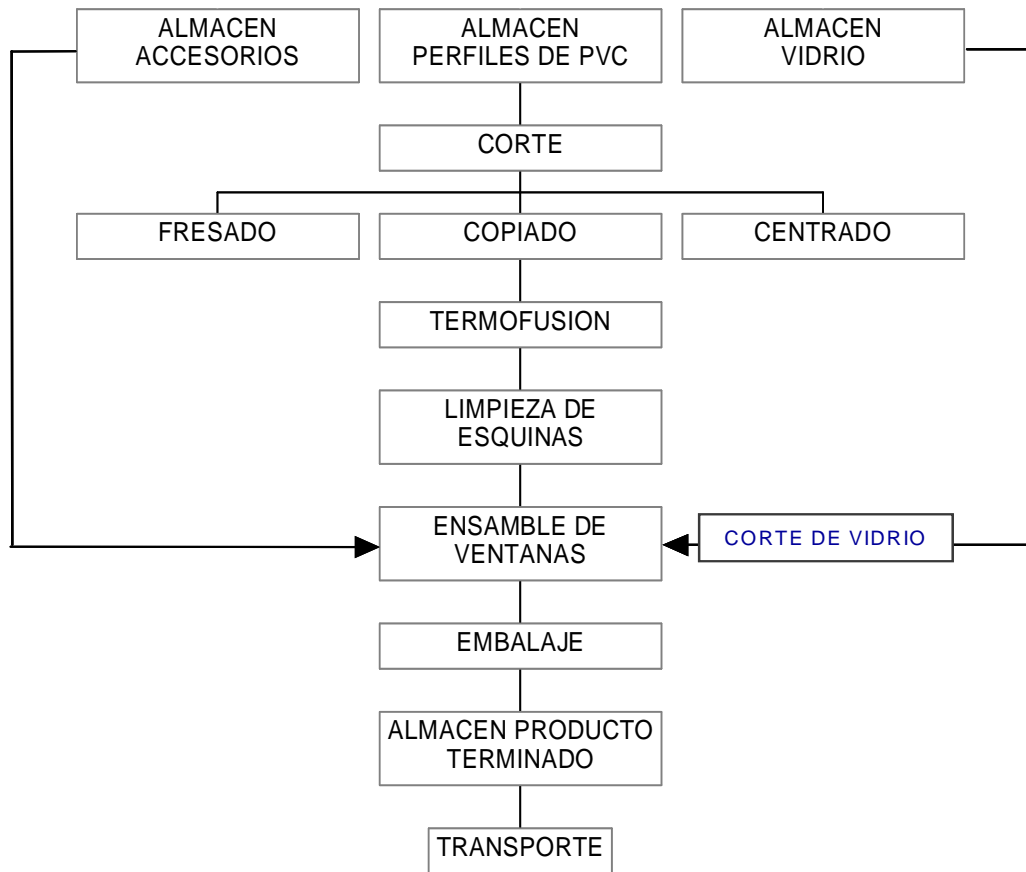 ALMACEN
ACCESORIOS
ALMACEN
PERFILES DE PVC
ALMACEN
VIDRIO
CORTE
FRESADO
COPIADO
CENTRADO
TERMOFUSION
LIMPIEZA DE
ESQUINAS
ENSAMBLE DE
VENTANAS
CORTE DE VIDRIO
EMBALAJE
ALMACEN PRODUCTO
TERMINADO
TRANSPORTE